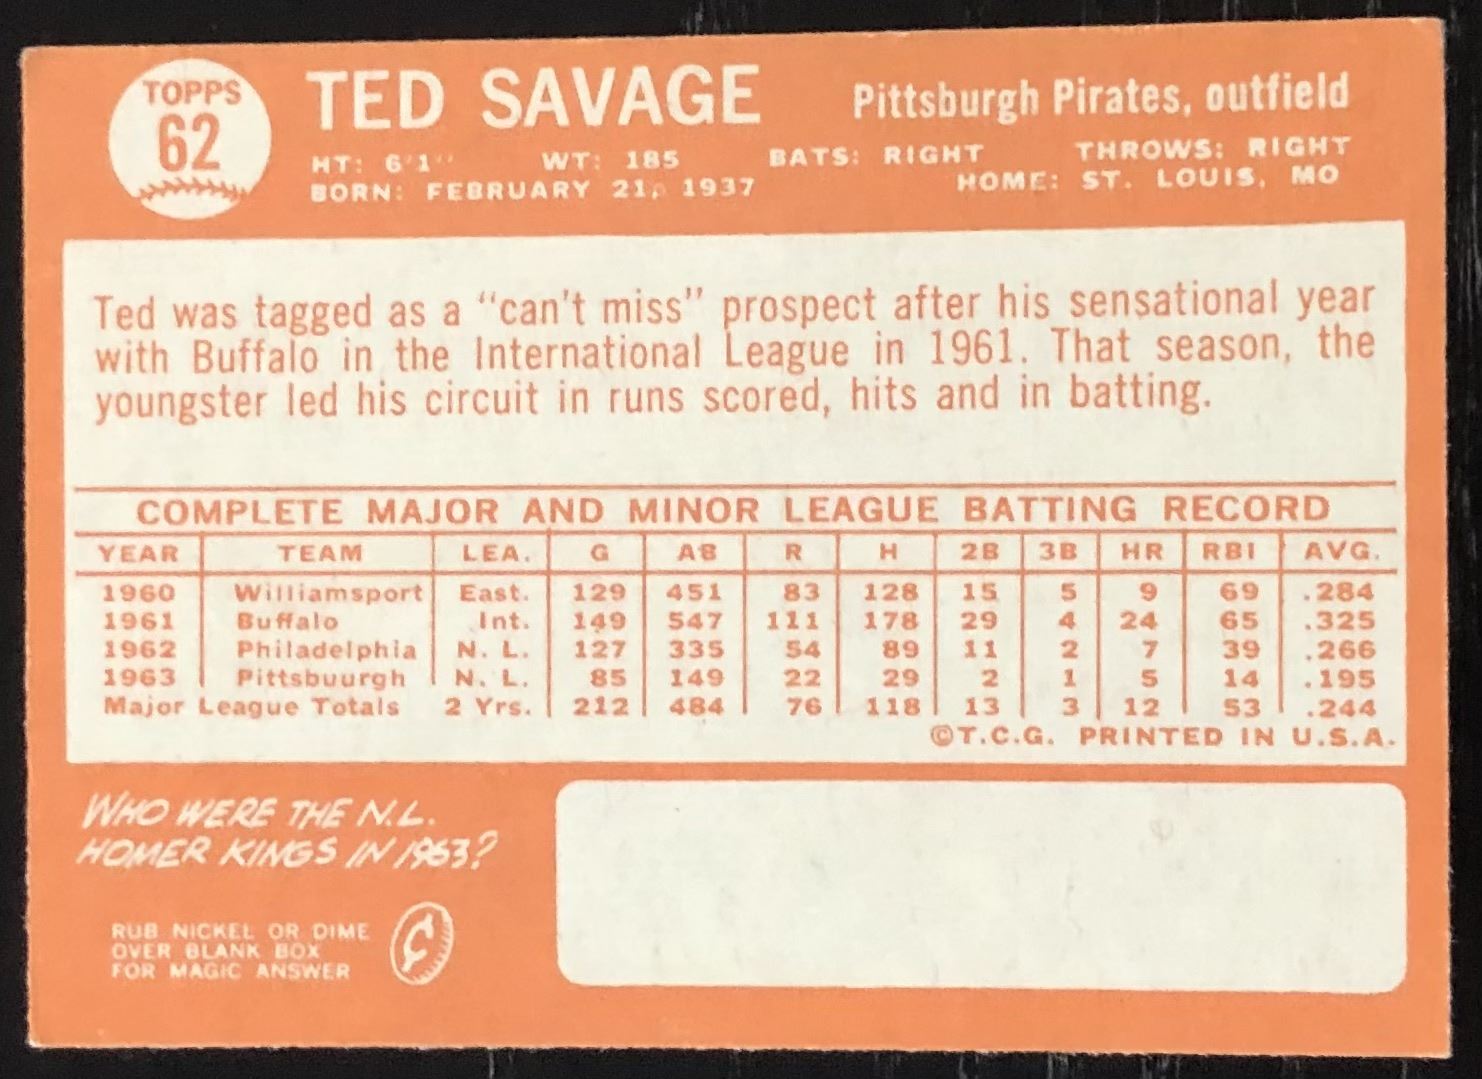 TOPPS
62
TED SAVAGE
Pittsburgh Pirates, outfield
HT: 6'1" WT: 185 BATS: RIGHT THROWS: RIGHT
BORN: FEBRUARY 21, 1937 HOME: ST. LOUIS, MO
Ted was tagged as a "can't miss" prospect after his sensational year
with Buffalo in the International League in 1961. That season, the
youngster led his circuit in runs scored, hits and in batting.
COMPLETE MAJOR AND MINOR LEAGUE BATTING RECORD
YEAR TEAM LEA. G AB R H 2B 3B HR RBI AVG.
1960 Williamsport East. 129 451 83 128 15 5 9 69 .284
1961 Buffalo Int. 149 547 111 178 29 4 24 65 .325
1962 Philadelphia N. L. 127 335 54 89 11 2 7 39 .266
1963 Pittsbuurgh N. L. 85 149 22 29 2 1 5 14 .195
Major League Totals 2 Yrs. 212 484 76 118 13 3 12 53 .244
©T.C.G. PRINTED IN U.S.A.
WHO WERE THE N.L.
HOMER KINGS IN 1963?
RUB NICKEL OR DIME
OVER BLANK BOX
FOR MAGIC ANSWER
¢